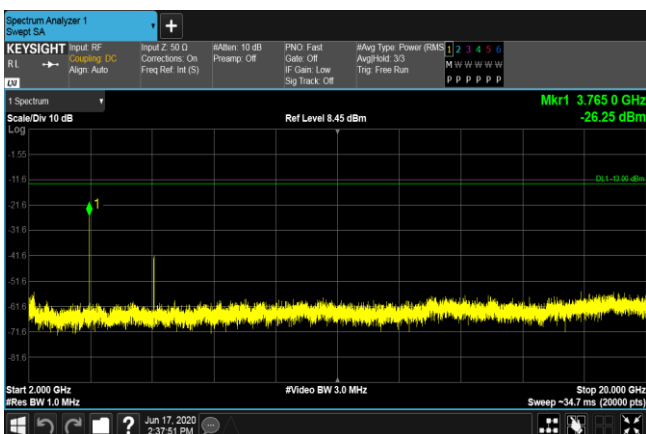 Spectrum Analyzer 1
Swept SA
+
KEYSIGHT Input: RF Input Z: 50 Ω #Atten: 10 dB PNO: Fast #Avg Type: Power (RMS 1 2 3 4 5 6
RL Coupling: DC Corrections: On Preamp: Off Gate: Off Avg|Hold: 3/3 M W W W W W
Align: Auto Freq Ref: Int (S) IF Gain: Low Trig: Free Run
LXI Sig Track: Off P P P P P P
1 Spectrum Mkr1 3.765 0 GHz
Scale/Div 10 dB Ref Level 8.45 dBm -26.25 dBm
Log
-1.55
-11.6 DL1 -13.00 dBm
-21.6 1
-31.6
-41.6
-51.6
-61.6
-71.6
-81.6
Start 2.000 GHz #Video BW 3.0 MHz Stop 20.000 GHz
#Res BW 1.0 MHz Sweep ~34.7 ms (20000 pts)
? Jun 17, 2020
2:37:51 PM